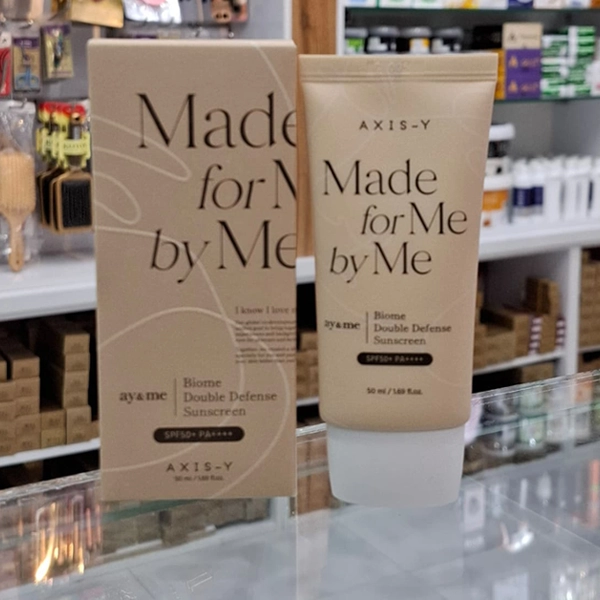 Made
for M
by Me
I know I love m
ay&me
Biome
Double Defense
Sunscreen
SPF50+ PA++++
AXIS-Y
50 ml / 1.69 fl.oz.
AXIS-Y
Made
for Me
by Me
ay&me
Biome
Double Defense
Sunscreen
SPF50+ PA++++
50 ml / 1.69 fl.oz.